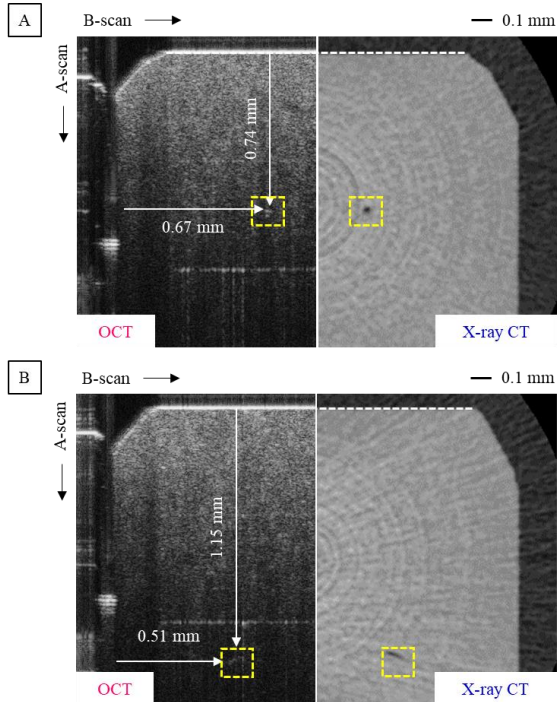 A
B-scan
0.1 mm
A-scan
0.74 mm
0.67 mm
OCT
X-ray CT
B
B-scan
0.1 mm
A-scan
1.15 mm
0.51 mm
OCT
X-ray CT